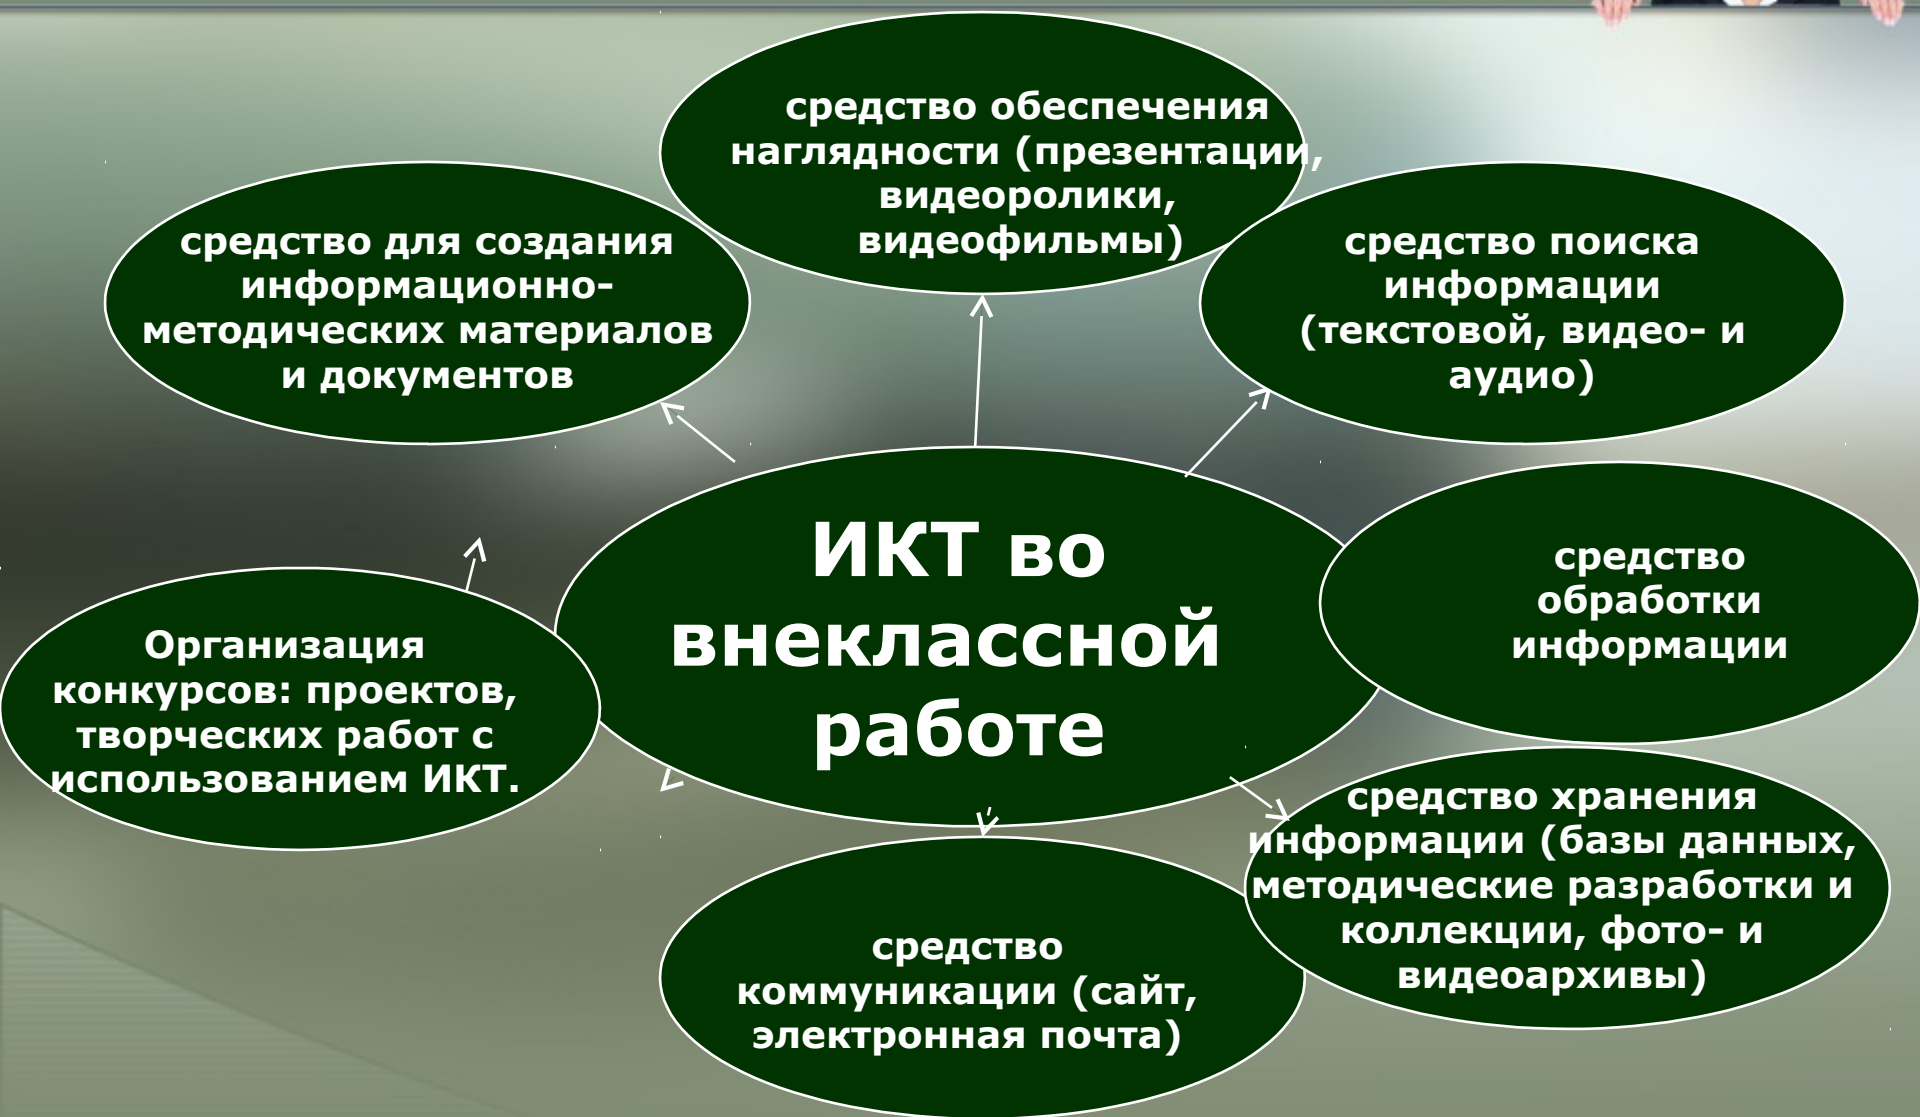 средство обеспечения
наглядности (презентации,
видеоролики,
видеофильмы)
средство для создания
информационно-
методических материалов
и документов
средство поиска
информации
(текстовой, видео- и
аудио)
ИКТ во
внеклассной
работе
средство
обработки
информации
Организация
конкурсов: проектов,
творческих работ с
использованием ИКТ.
средство хранения
информации (базы данных,
методические разработки и
коллекции, фото- и
видеоархивы)
средство
коммуникации (сайт,
электронная почта)